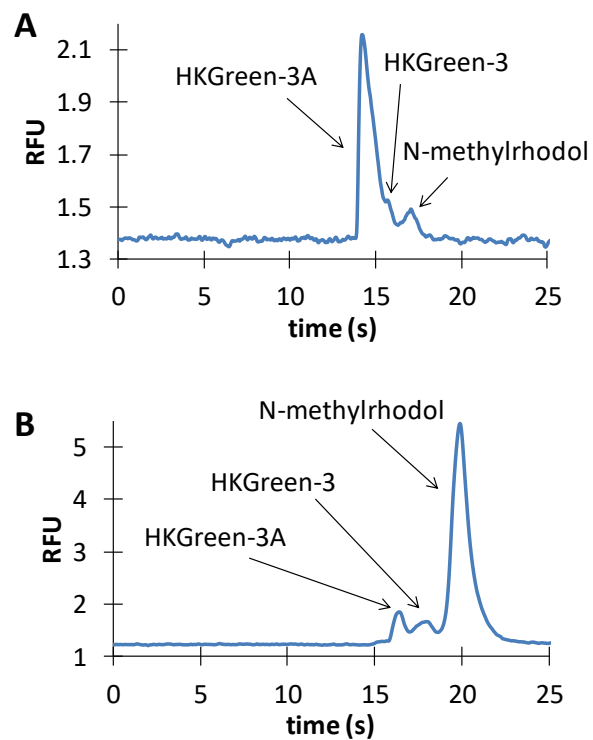 A
2.1
1.9
1.7
1.5
1.3
RFU
HKGreen-3A
HKGreen-3
N-methylrhodol
0 5 10 15 20 25
time (s)
B
5
4
3
2
1
RFU
N-methylrhodol
HKGreen-3
HKGreen-3A
0 5 10 15 20 25
time (s)